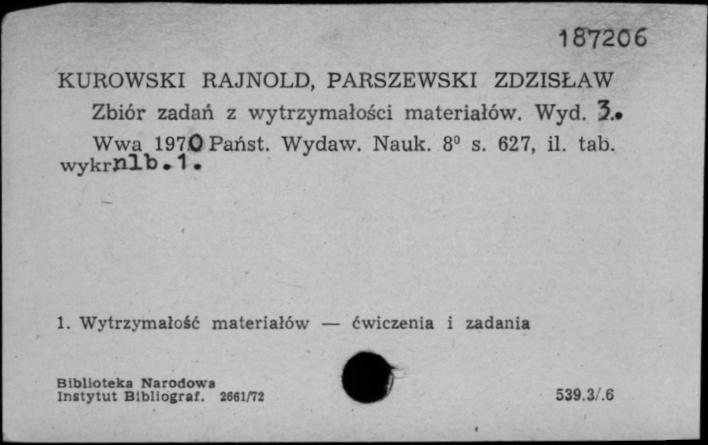 187206
KUROWSKI RAJNOLD, PARSZEWSKI ZDZISŁAW
Zbiór zadań z wytrzymałości materiałów. Wyd. 3.
Wwa 1970 Państ. Wydaw. Nauk. 8⁰ s. 627, il. tab.
wykr nlb. 1.
1. Wytrzymałość materiałów — ćwiczenia i zadania
Biblioteka Narodowa
Instytut Bibliograf. 2661/72
539.3/.6